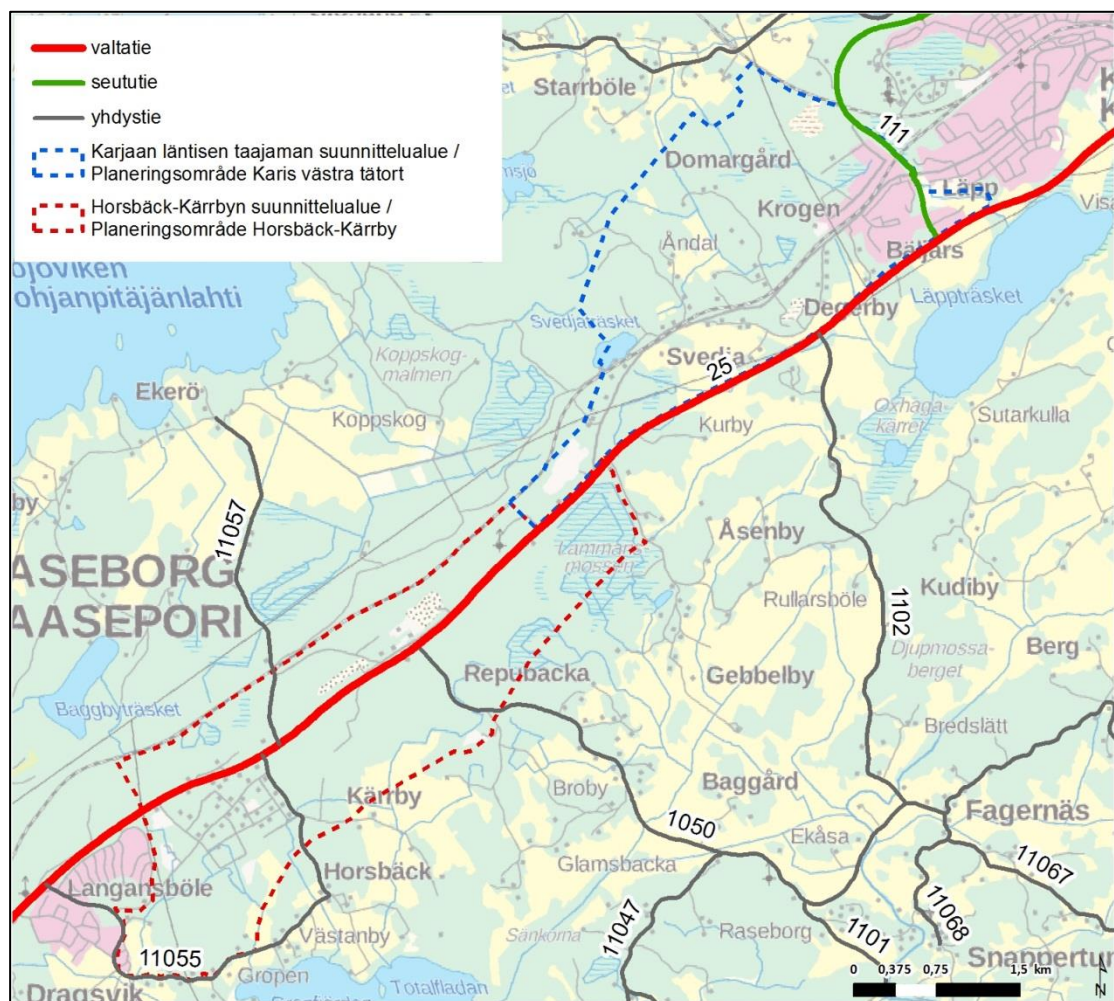 valtatie
seututie
yhdystie
Karjaan läntisen taajaman suunnittelualue /
Planeringsområde Karis västra tätort
Horsbäck-Kärrbyn suunnittelualue /
Planeringsområde Horsbäck-Kärrby
Starrböle
111
Domargård
Läpp
Krogen
Åndal
Bäljars
ohjanpitäjänlahti
Läppträsket
Degerby
Svedjaträsket
Svedja
25
Koppskog-
malmen
Ekerö
Koppskog
Kurby
Oxhaga
kärret
Sutarkulla
11057
Åsenby
Lammans
mossen
ASEBORG
AASEPORI
Kudiby
Rullarsböle
1102
Djupmossa-
berget
Berg
Repubacka
Gebbelby
Baggbyträsket
Bredslätt
Kärrby
Broby
Baggård
Fagernäs
1050
Ekåsa
Glamsbacka
Horsbäck
11067
Langansböle
11047
Raseborg
11068
1101
Västanby
Sänkorna
11055
Gropen
Snappertun
Dragsvik
Totalfladan
0 0,375 0,75 1,5 km
N